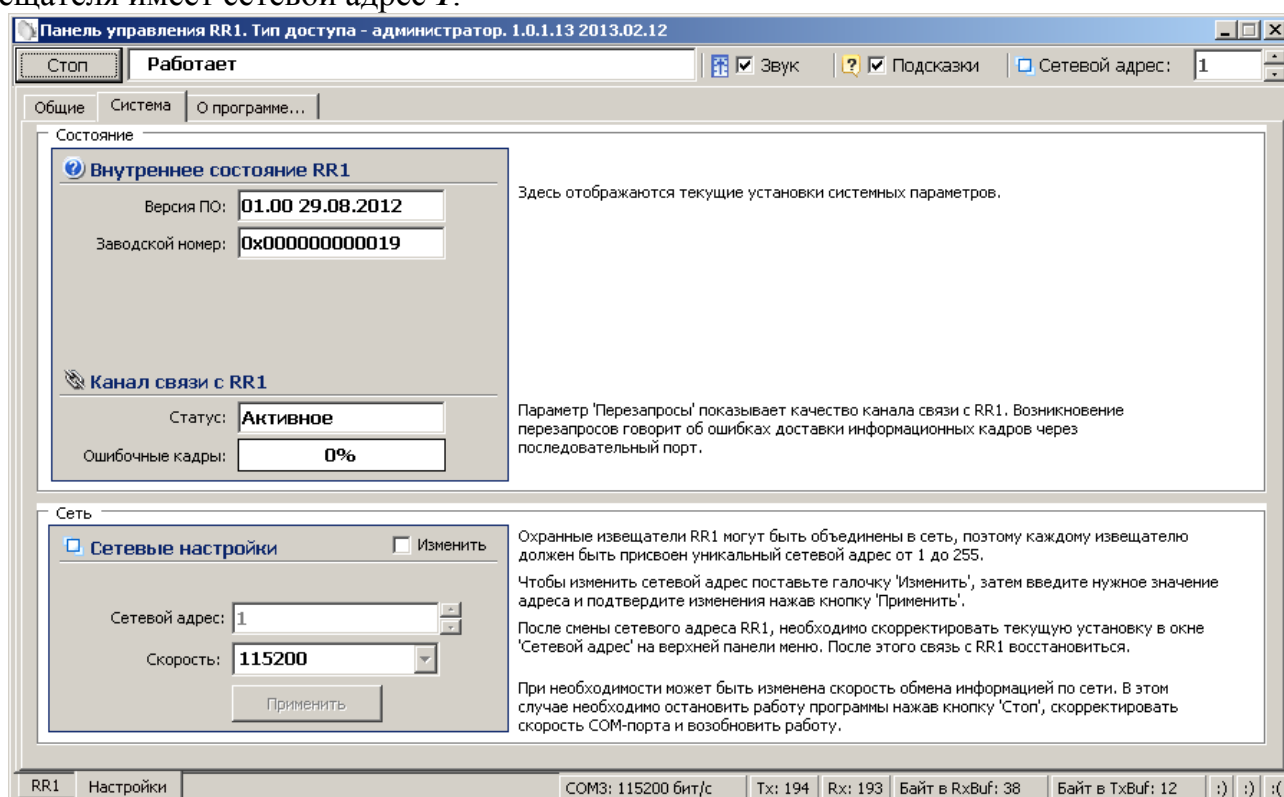 щателя имеет сетевой адрес 1.
Панель управления RR1. Тип доступа - администратор. 1.0.1.13 2013.02.12
Стоп Работает Звук Подсказки Сетевой адрес: 1
Общие Система О программе...
Состояние
Внутреннее состояние RR1
Здесь отображаются текущие установки системных параметров.
Версия ПО: 01.00 29.08.2012
Заводской номер: 0x000000000019
Канал связи с RR1
Статус: Активное
Ошибочные кадры: 0%
Параметр 'Перезапросы' показывает качество канала связи с RR1. Возникновение
перезапросов говорит об ошибках доставки информационных кадров через
последовательный порт.
Сеть
Сетевые настройки Изменить
Сетевой адрес: 1
Скорость: 115200
Применить
Охранные извещатели RR1 могут быть объединены в сеть, поэтому каждому извещателю
должен быть присвоен уникальный сетевой адрес от 1 до 255.
Чтобы изменить сетевой адрес поставьте галочку 'Изменить', затем введите нужное значение
адреса и подтвердите изменения нажав кнопку 'Применить'.
После смены сетевого адреса RR1, необходимо скорректировать текущую установку в окне
'Сетевой адрес' на верхней панели меню. После этого связь с RR1 восстановиться.
При необходимости может быть изменена скорость обмена информацией по сети. В этом
случае необходимо остановить работу программы нажав кнопку 'Стоп', скорректировать
скорость COM-порта и возобновить работу.
RR1 Настройки COM3: 115200 бит/с Tx: 194 Rx: 193 Байт в RxBuf: 38 Байт в TxBuf: 12 :) :) :(